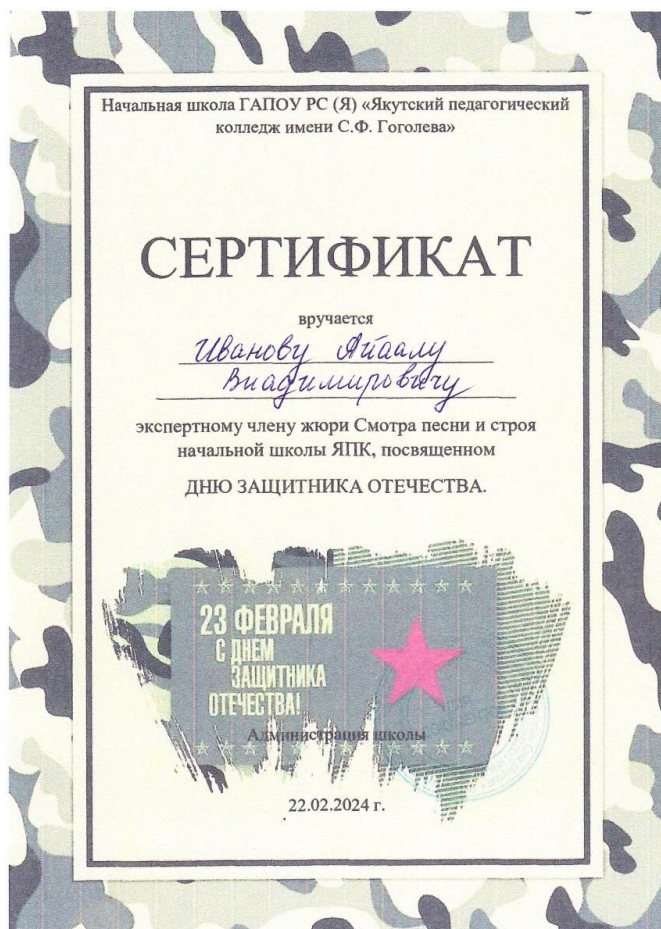 Начальная школа ГАПОУ РС (Я) «Якутский педагогический
колледж имени С.Ф. Гоголева»
СЕРТИФИКАТ
вручается
Иванову Айаалу
Владимировичу
экспертному члену жюри Смотра песни и строя
начальной школы ЯПК, посвященном
ДНЮ ЗАЩИТНИКА ОТЕЧЕСТВА.
23 ФЕВРАЛЯ
С ДНЕМ
ЗАЩИТНИКА
ОТЕЧЕСТВА!
Администрация школы
22.02.2024 г.